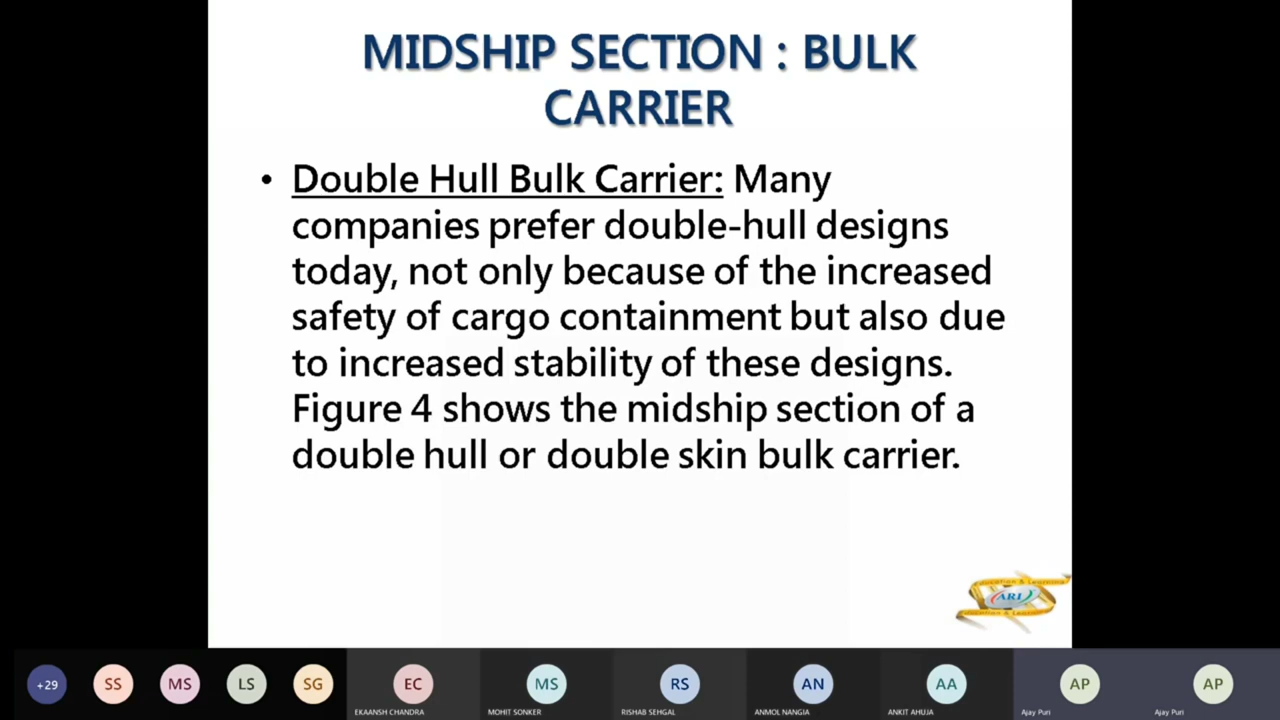 MIDSHIP SECTION : BULK
CARRIER
• Double Hull Bulk Carrier: Many
companies prefer double-hull designs
today, not only because of the increased
safety of cargo containment but also due
to increased stability of these designs.
Figure 4 shows the midship section of a
double hull or double skin bulk carrier.
Education & Learning
ARI
+29 SS MS LS SG EC MS RS AN AA AP AP
EKAANSH CHANDRA MOHIT SONKER RISHAB SEHGAL ANMOL NANGIA ANKIT AHUJA Ajay Puri Ajay Puri